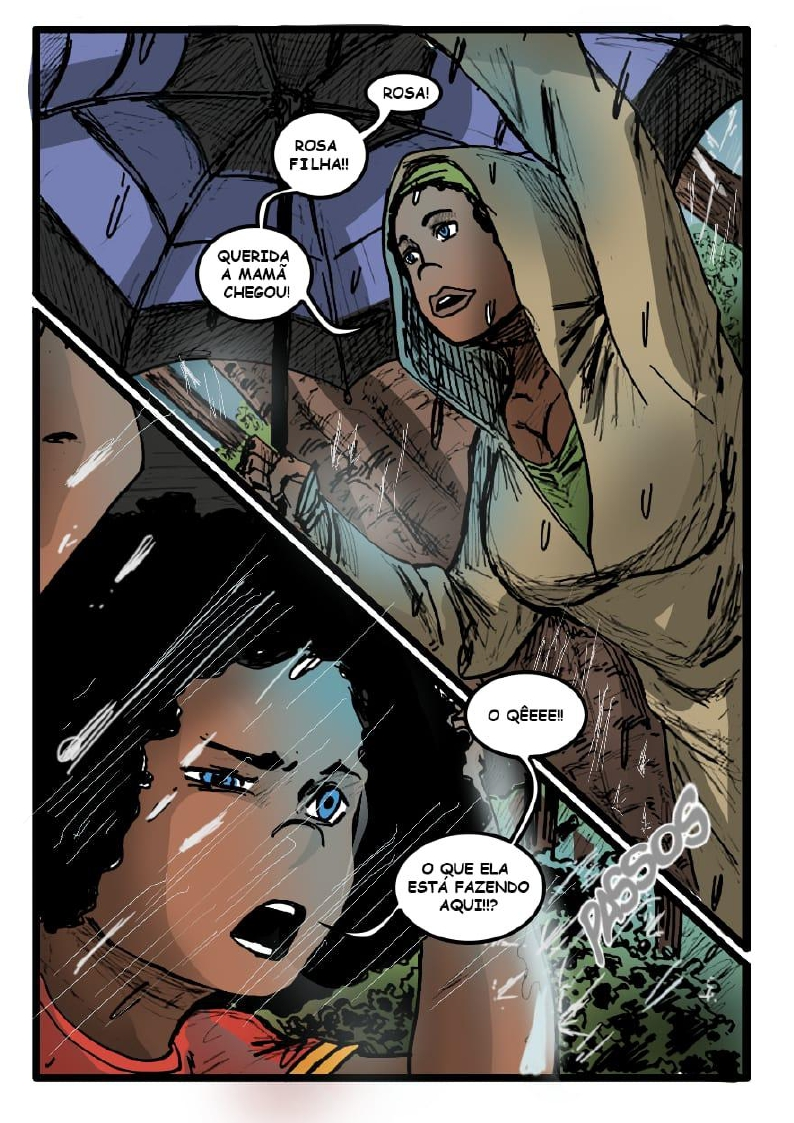 ROSA!
ROSA
FILHA!!
QUERIDA
A MAMÃ
CHEGOU!
O QÊEEE!!
O QUE ELA
ESTÁ FAZENDO
AQUI!!?
PASSOS